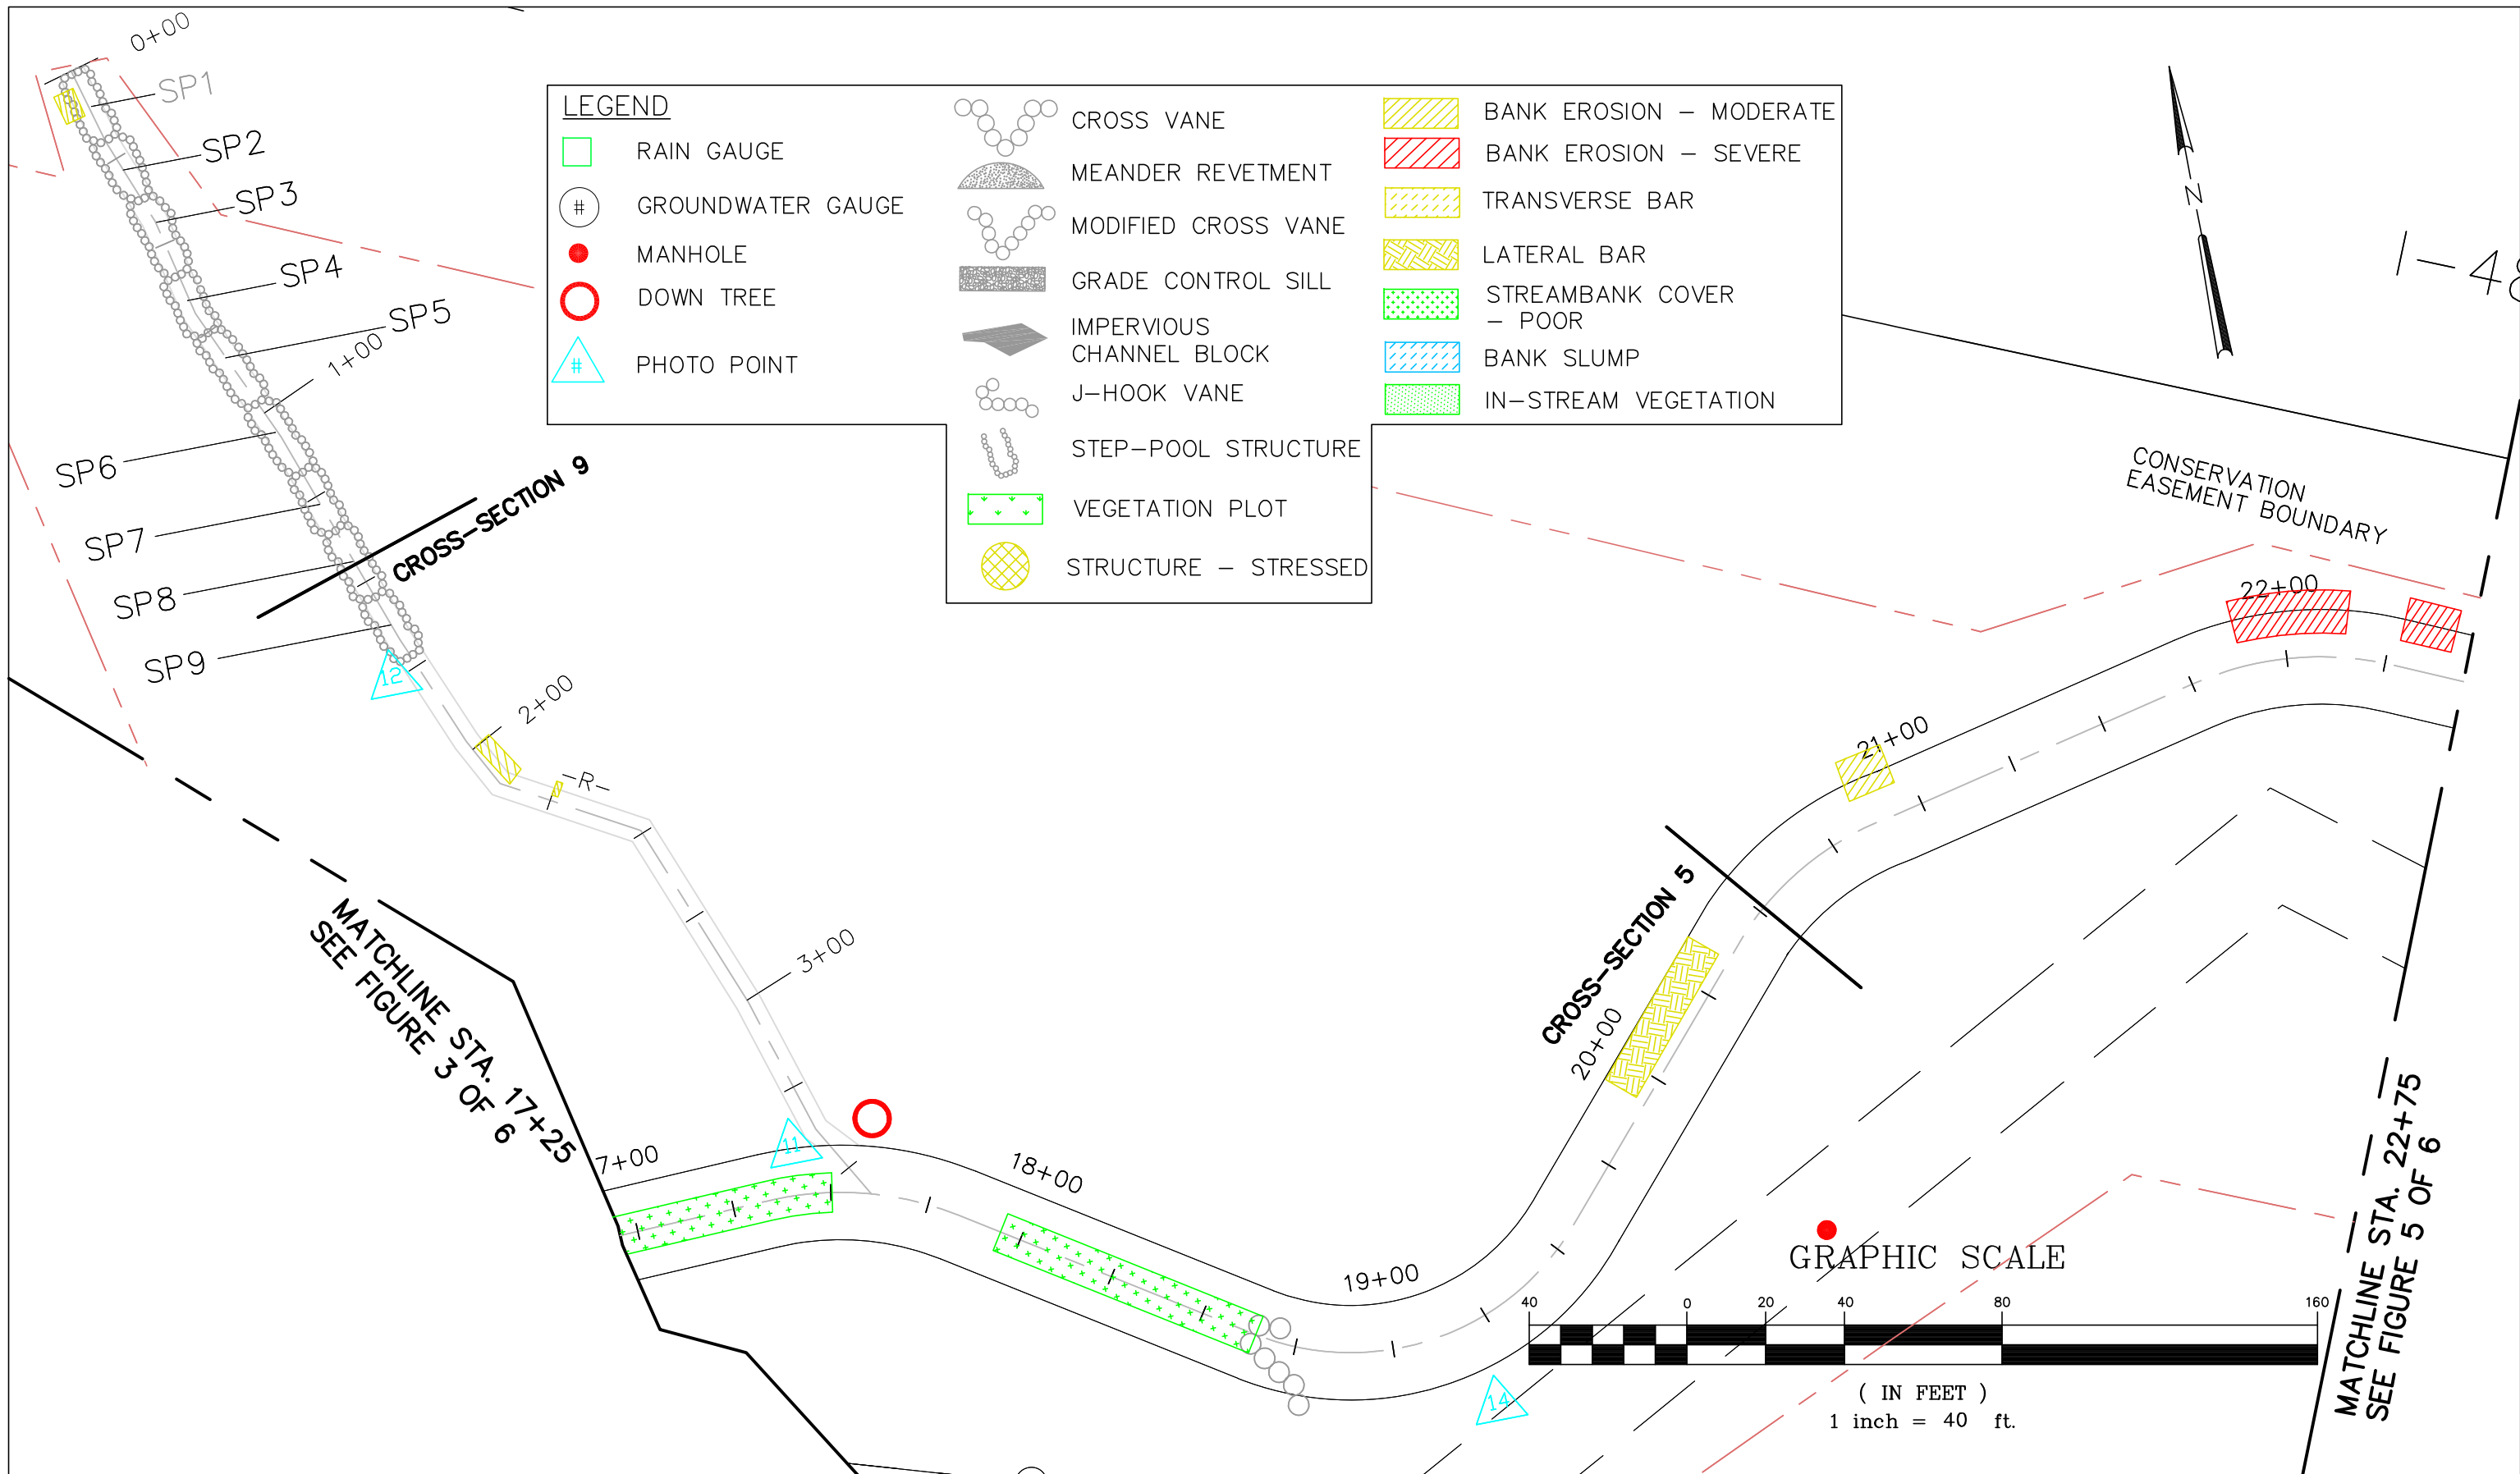 0+00
SP1
SP2
SP3
SP4
SP5
1+00
SP6
SP7
SP8
SP9
CROSS-SECTION 9
12
2+00
-R-
3+00
LEGEND
RAIN GAUGE
# GROUNDWATER GAUGE
MANHOLE
DOWN TREE
# PHOTO POINT
CROSS VANE
MEANDER REVETMENT
MODIFIED CROSS VANE
GRADE CONTROL SILL
IMPERVIOUS
CHANNEL BLOCK
J-HOOK VANE
STEP-POOL STRUCTURE
VEGETATION PLOT
STRUCTURE - STRESSED
BANK EROSION - MODERATE
BANK EROSION - SEVERE
TRANSVERSE BAR
LATERAL BAR
STREAMBANK COVER
- POOR
BANK SLUMP
IN-STREAM VEGETATION
N
I-48
CONSERVATION
EASEMENT BOUNDARY
22+00
21+00
CROSS-SECTION 5
20+00
MATCHLINE STA. 17+25
SEE FIGURE 3 OF 6
7+00
11
18+00
19+00
14
GRAPHIC SCALE
40 0 20 40 80 160
( IN FEET )
1 inch = 40 ft.
MATCHLINE STA. 22+75
SEE FIGURE 5 OF 6